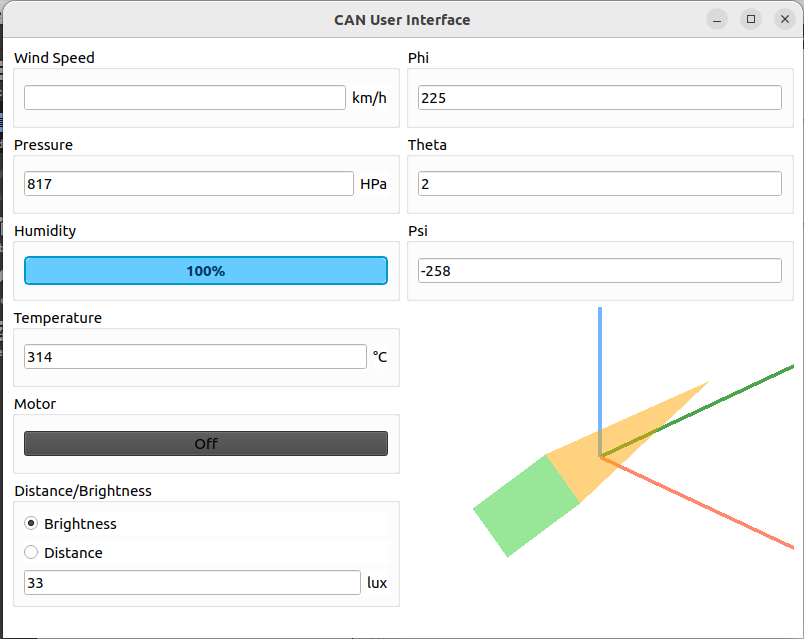 CAN User Interface
Wind Speed
km/h
Pressure
817 HPa
Humidity
100%
Temperature
314 °C
Motor
Off
Distance/Brightness
Brightness
Distance
33 lux
Phi
225
Theta
2
Psi
-258